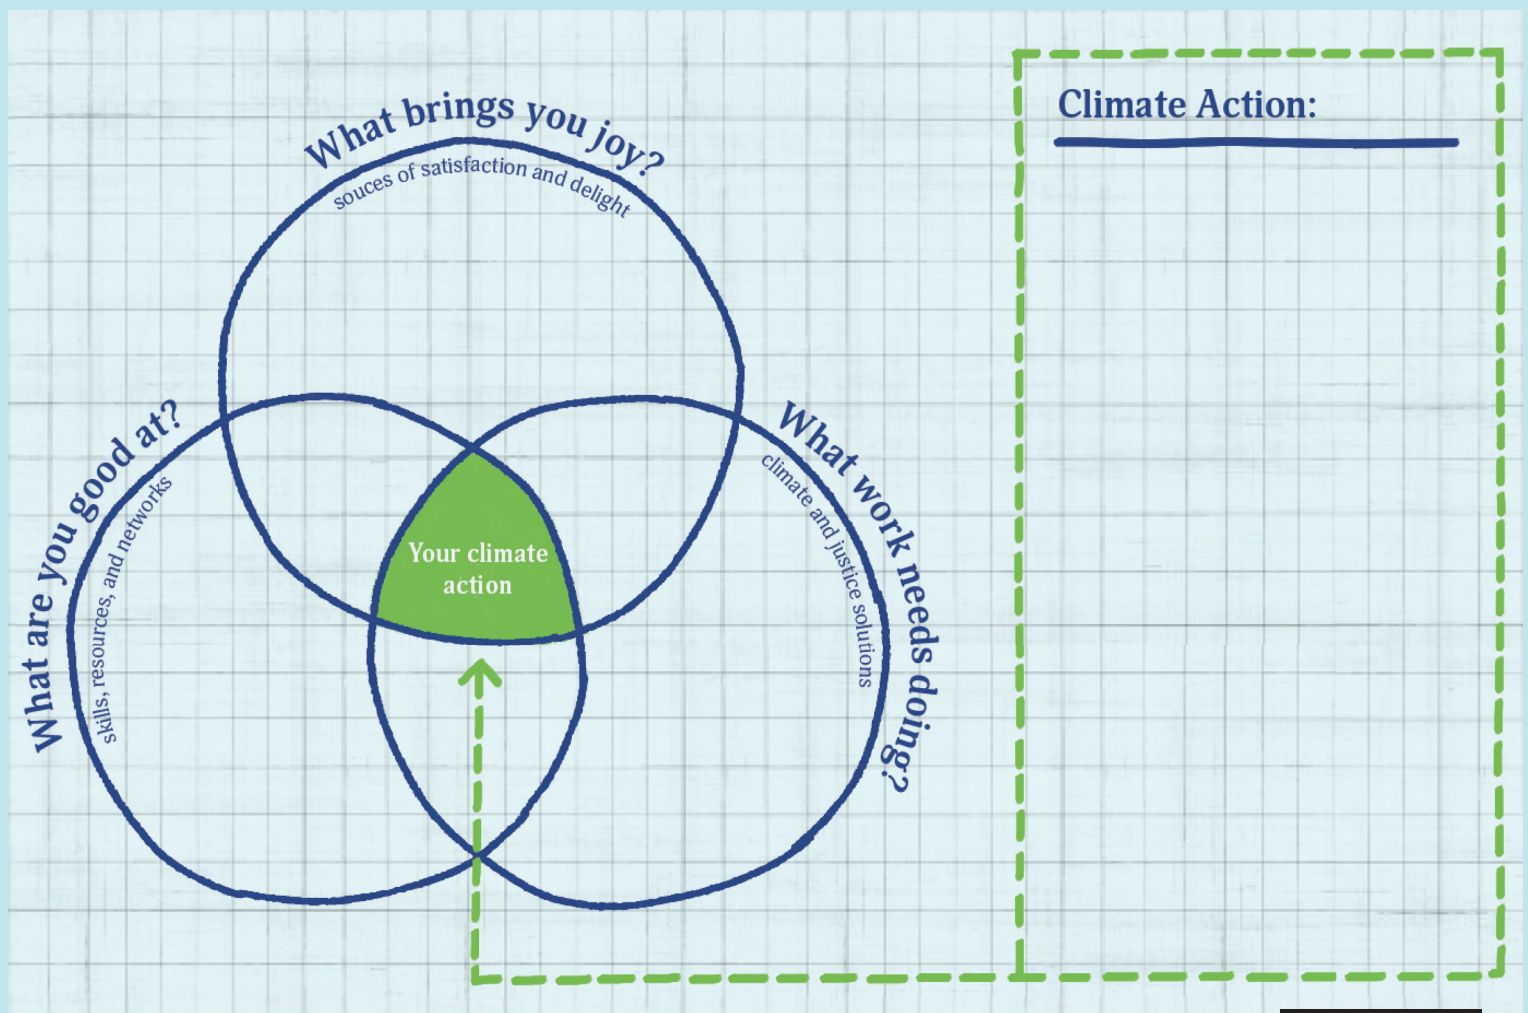 What brings you joy?
souces of satisfaction and delight
What are you good at?
skills, resources, and networks
What work needs doing?
climate and justice solutions
Your climate
action
Climate Action: